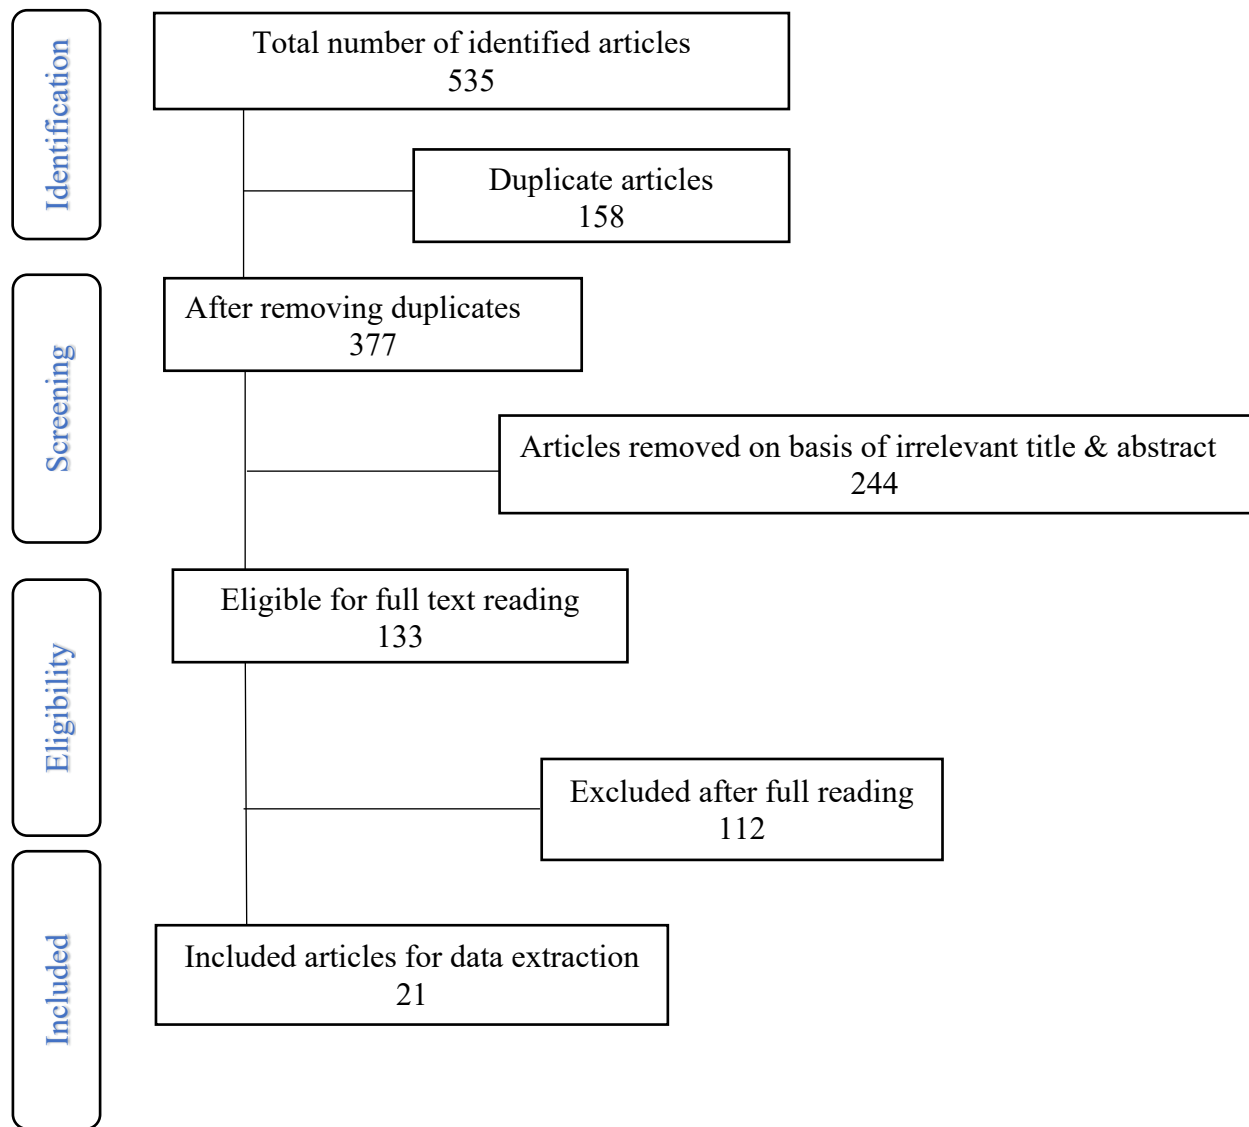 Identification
Total number of identified articles
535
Duplicate articles
158
Screening
After removing duplicates
377
Articles removed on basis of irrelevant title & abstract
244
Eligibility
Eligible for full text reading
133
Excluded after full reading
112
Included
Included articles for data extraction
21